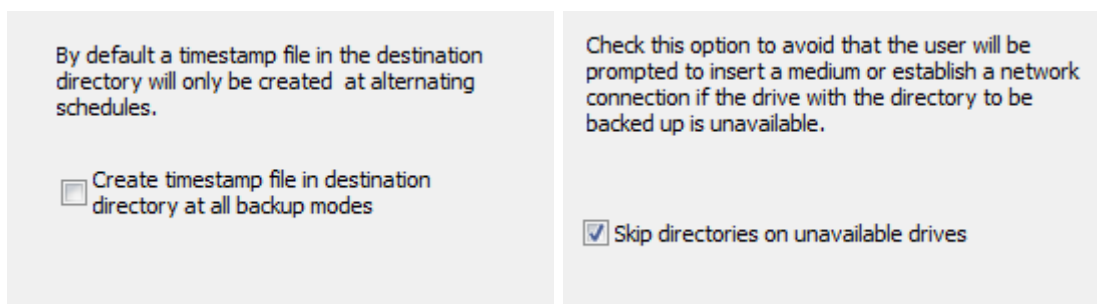 By default a timestamp file in the destination
directory will only be created  at alternating
schedules.
Create timestamp file in destination
directory at all backup modes
Check this option to avoid that the user will be
prompted to insert a medium or establish a network
connection if the drive with the directory to be
backed up is unavailable.
Skip directories on unavailable drives